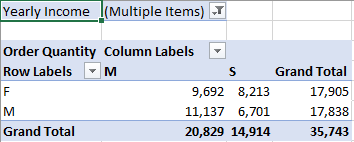 Yearly Income (Multiple Items)
Order Quantity Column Labels
Row Labels M S Grand Total
F 9,692 8,213 17,905
M 11,137 6,701 17,838
Grand Total 20,829 14,914 35,743